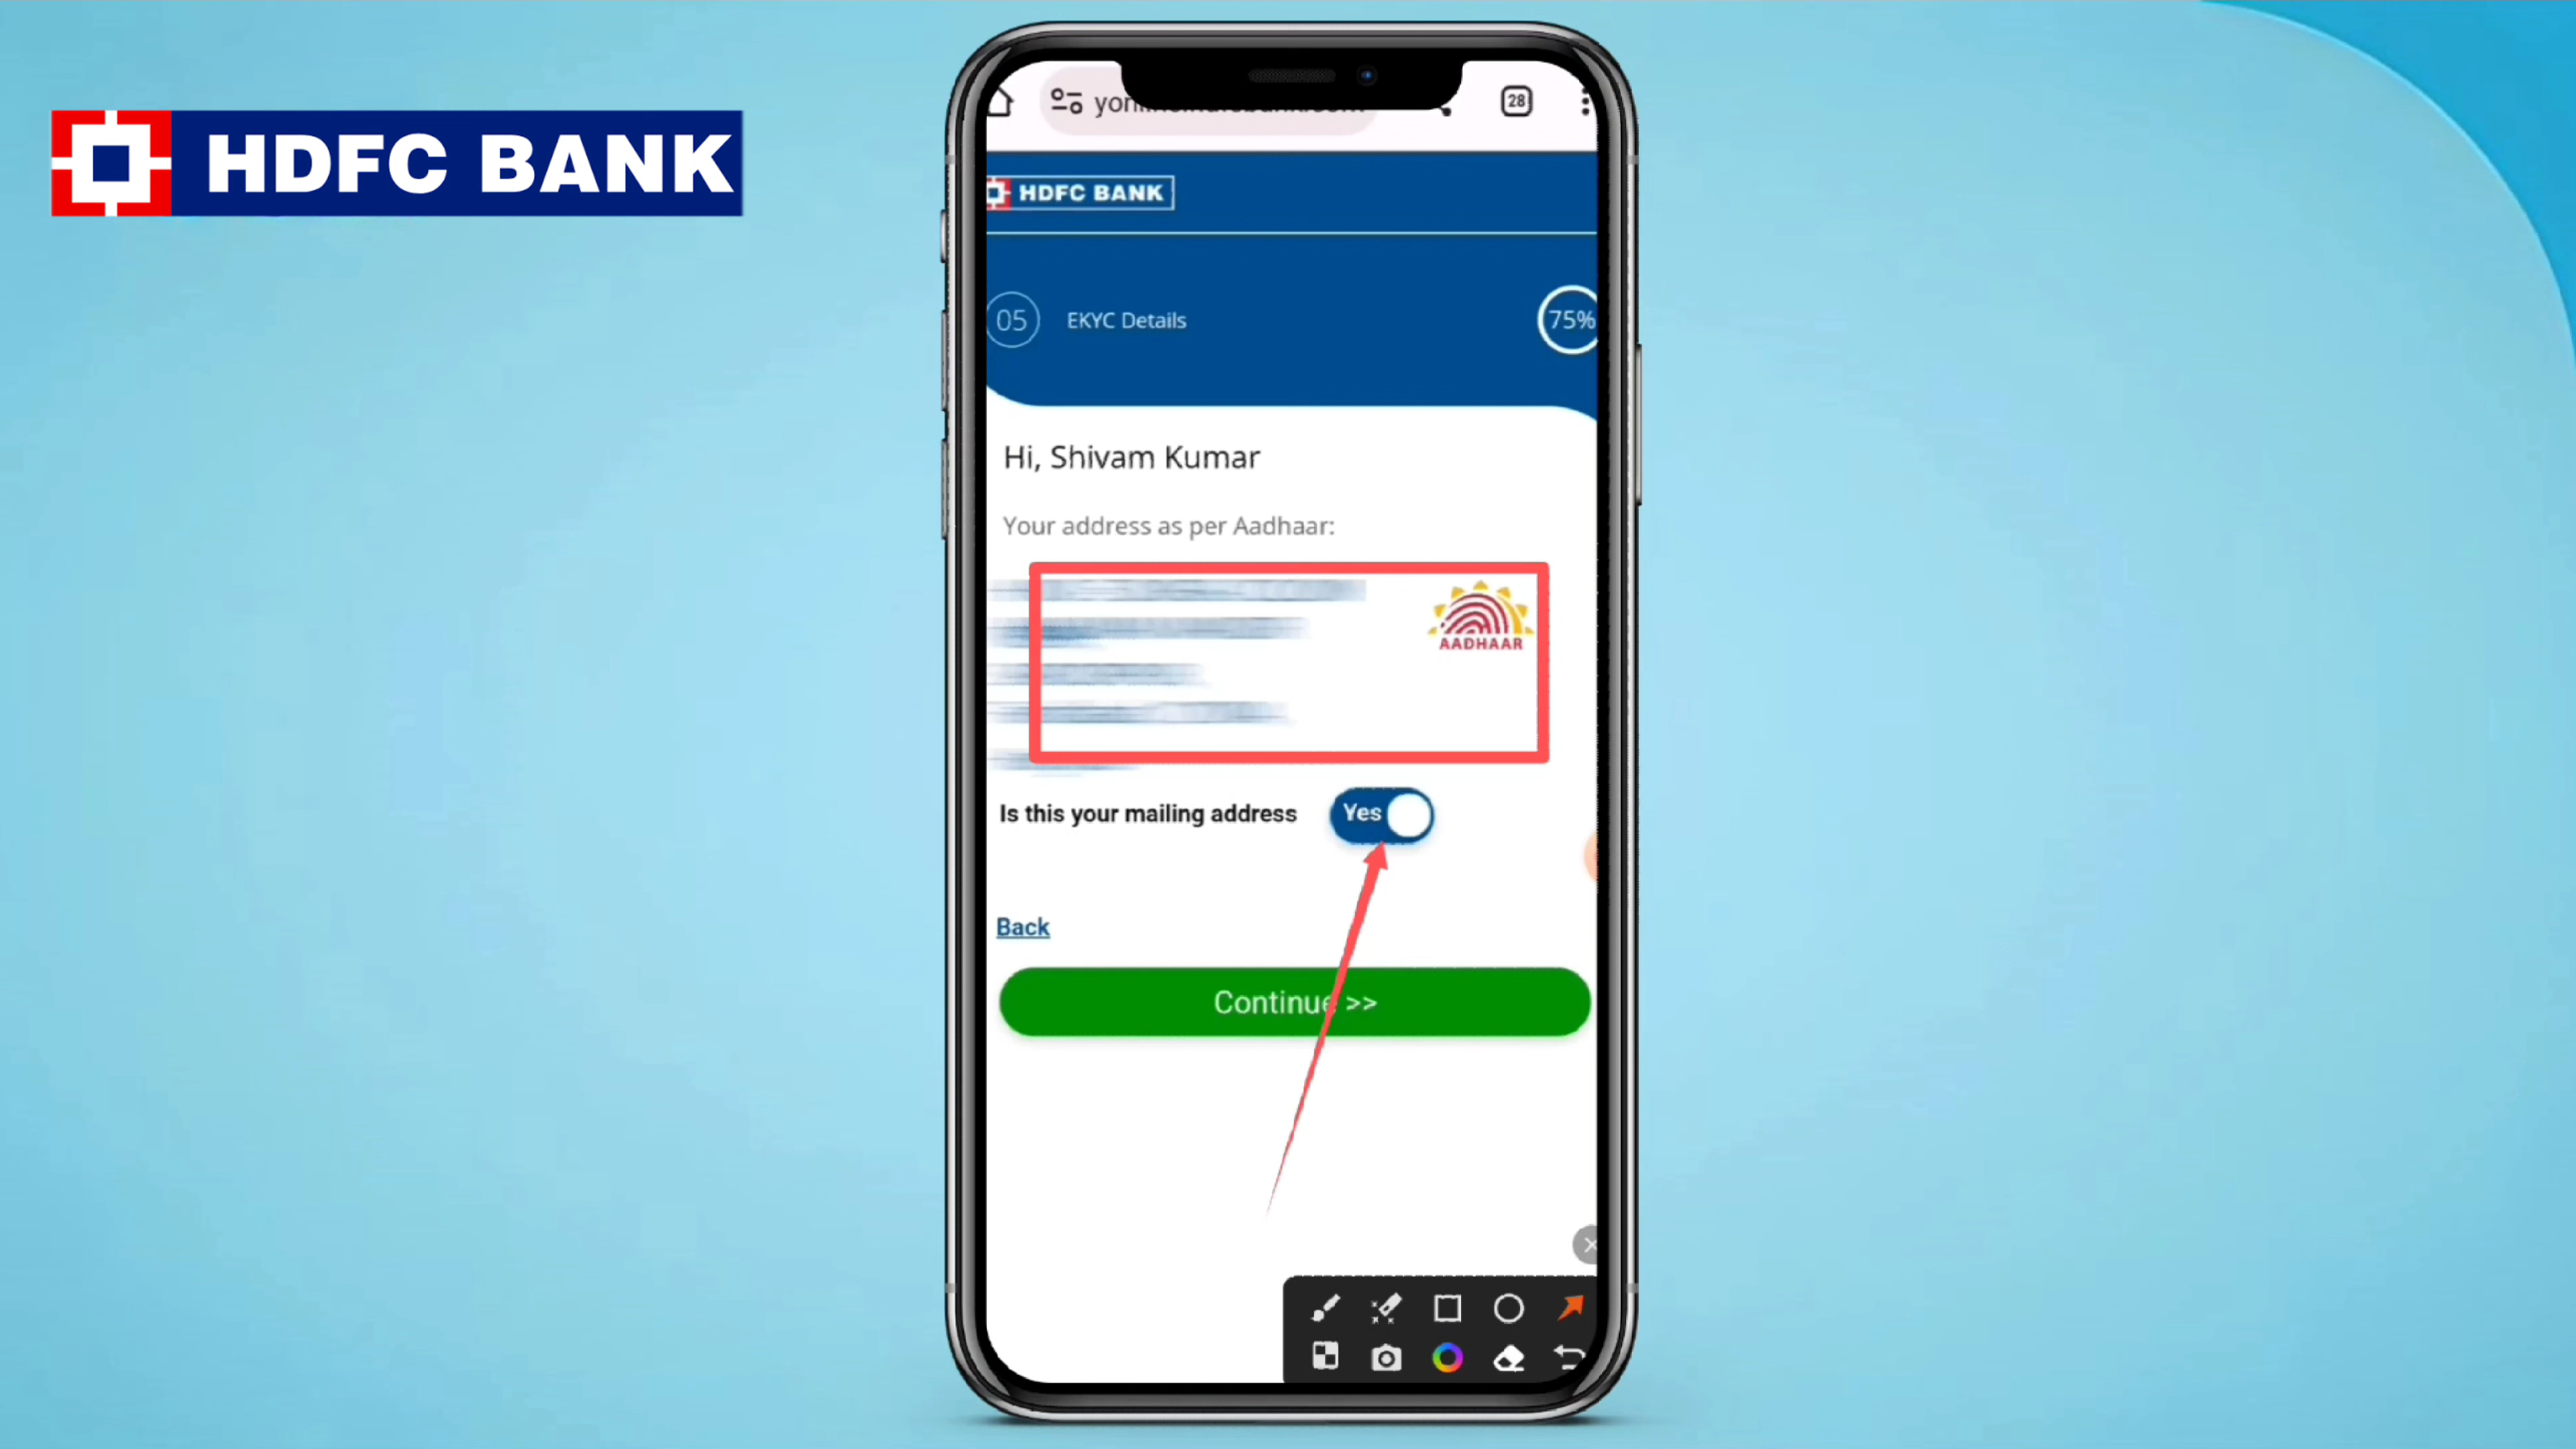 HDFC BANK
28
HDFC BANK
05 EKYC Details 75%
Hi, Shivam Kumar
Your address as per Aadhaar:
AADHAAR
Is this your mailing address Yes
Back
Continue >>